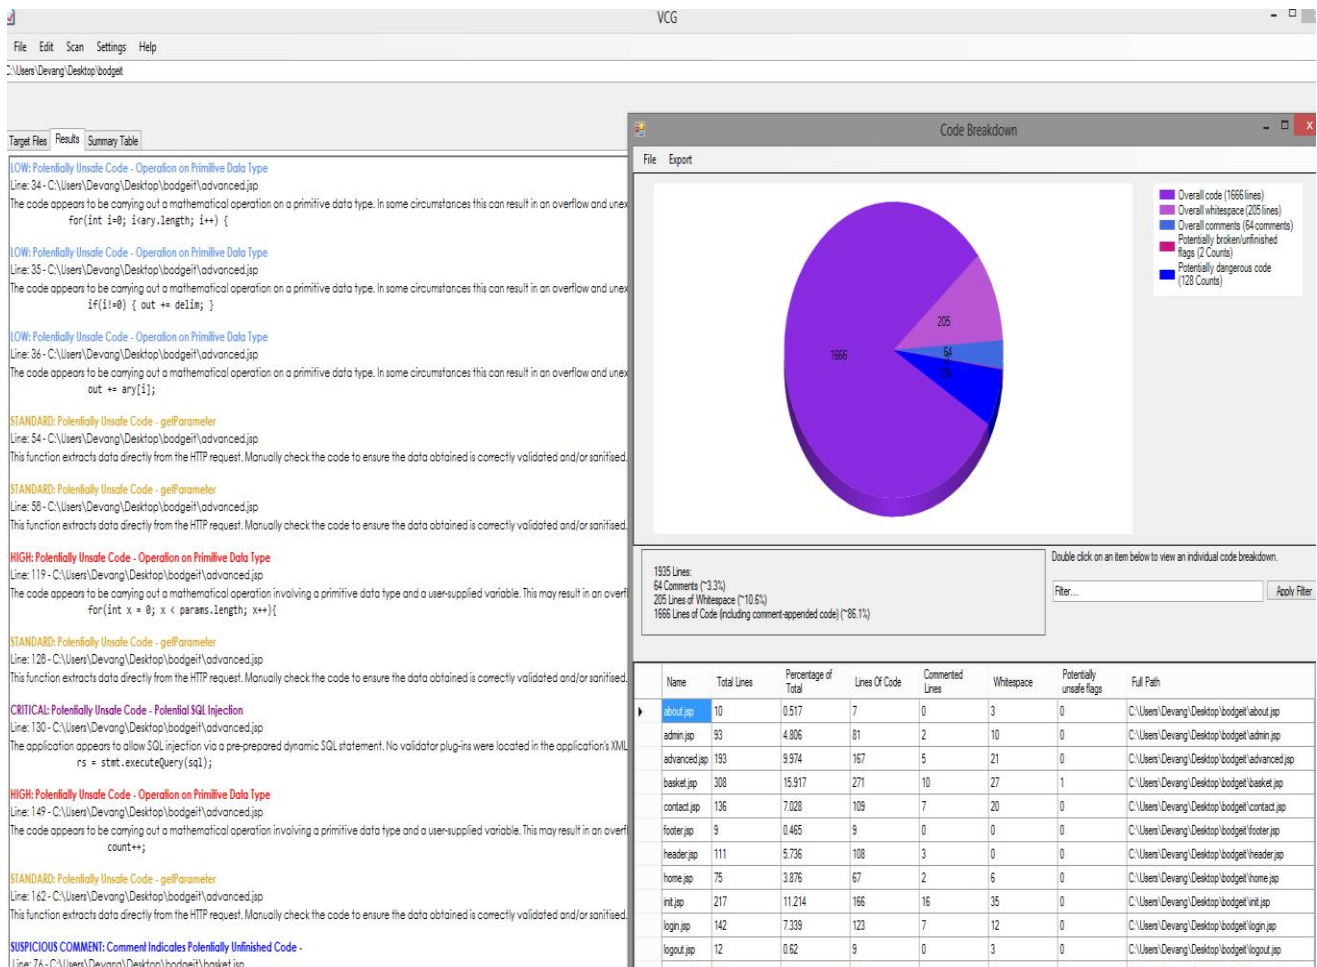 VCG
File Edit Scan Settings Help
C:\Users\Devang\Desktop\bodgeit
Target Files Results Summary Table
LOW: Potentially Unsafe Code - Operation on Primitive Data Type
Line: 34 - C:\Users\Devang\Desktop\bodgeit\advanced.jsp
The code appears to be carrying out a mathematical operation on a primitive data type. In some circumstances this can result in an overflow and unex
for(int i=0; i<ary.length; i++) {
LOW: Potentially Unsafe Code - Operation on Primitive Data Type
Line: 35 - C:\Users\Devang\Desktop\bodgeit\advanced.jsp
The code appears to be carrying out a mathematical operation on a primitive data type. In some circumstances this can result in an overflow and unex
if(i!=0) { out += delim; }
LOW: Potentially Unsafe Code - Operation on Primitive Data Type
Line: 36 - C:\Users\Devang\Desktop\bodgeit\advanced.jsp
The code appears to be carrying out a mathematical operation on a primitive data type. In some circumstances this can result in an overflow and unex
out += ary[i];
STANDARD: Potentially Unsafe Code - getParameter
Line: 54 - C:\Users\Devang\Desktop\bodgeit\advanced.jsp
This function extracts data directly from the HTTP request. Manually check the code to ensure the data obtained is correctly validated and/or sanitised.
STANDARD: Potentially Unsafe Code - getParameter
Line: 58 - C:\Users\Devang\Desktop\bodgeit\advanced.jsp
This function extracts data directly from the HTTP request. Manually check the code to ensure the data obtained is correctly validated and/or sanitised.
HIGH: Potentially Unsafe Code - Operation on Primitive Data Type
Line: 119 - C:\Users\Devang\Desktop\bodgeit\advanced.jsp
The code appears to be carrying out a mathematical operation involving a primitive data type and a user-supplied variable. This may result in an overfl
for(int x = 0; x < params.length; x++){
STANDARD: Potentially Unsafe Code - getParameter
Line: 128 - C:\Users\Devang\Desktop\bodgeit\advanced.jsp
This function extracts data directly from the HTTP request. Manually check the code to ensure the data obtained is correctly validated and/or sanitised.
CRITICAL: Potentially Unsafe Code - Potential SQL Injection
Line: 130 - C:\Users\Devang\Desktop\bodgeit\advanced.jsp
The application appears to allow SQL injection via a pre-prepared dynamic SQL statement. No validator plug-ins were located in the application's XML
rs = stmt.executeQuery(sql);
HIGH: Potentially Unsafe Code - Operation on Primitive Data Type
Line: 149 - C:\Users\Devang\Desktop\bodgeit\advanced.jsp
The code appears to be carrying out a mathematical operation involving a primitive data type and a user-supplied variable. This may result in an overfl
count++;
STANDARD: Potentially Unsafe Code - getParameter
Line: 162 - C:\Users\Devang\Desktop\bodgeit\advanced.jsp
This function extracts data directly from the HTTP request. Manually check the code to ensure the data obtained is correctly validated and/or sanitised.
SUSPICIOUS COMMENT: Comment Indicates Potentially Unfinished Code -
Line: 76 - C:\Users\Devang\Desktop\bodgeit\basket.jsp
Code Breakdown
File Export
Overall code (1666 lines)
Overall whitespace (205 lines)
Overall comments (64 comments)
Potentially broken/unfinished
flags (2 Counts)
Potentially dangerous code
(128 Counts)
205
64
1666
1935 Lines:
64 Comments (~3.3%)
205 Lines of Whitespace (~10.6%)
1666 Lines of Code (including comment-appended code) (~86.1%)
Double click on an item below to view an individual code breakdown.
Filter.... Apply Filter
Name Total Lines Percentage of Total Lines Of Code Commented Lines Whitespace Potentially unsafe flags Full Path
about.jsp 10 0.517 7 0 3 0 C:\Users\Devang\Desktop\bodgeit\about.jsp
admin.jsp 93 4.806 81 2 10 0 C:\Users\Devang\Desktop\bodgeit\admin.jsp
advanced.jsp 193 9.974 167 5 21 0 C:\Users\Devang\Desktop\bodgeit\advanced.jsp
basket.jsp 308 15.917 271 10 27 1 C:\Users\Devang\Desktop\bodgeit\basket.jsp
contact.jsp 136 7.028 109 7 20 0 C:\Users\Devang\Desktop\bodgeit\contact.jsp
footer.jsp 9 0.465 9 0 0 0 C:\Users\Devang\Desktop\bodgeit\footer.jsp
header.jsp 111 5.736 108 3 0 0 C:\Users\Devang\Desktop\bodgeit\header.jsp
home.jsp 75 3.876 67 2 6 0 C:\Users\Devang\Desktop\bodgeit\home.jsp
init.jsp 217 11.214 166 16 35 0 C:\Users\Devang\Desktop\bodgeit\init.jsp
login.jsp 142 7.339 123 7 12 0 C:\Users\Devang\Desktop\bodgeit\login.jsp
logout.jsp 12 0.62 9 0 3 0 C:\Users\Devang\Desktop\bodgeit\logout.jsp